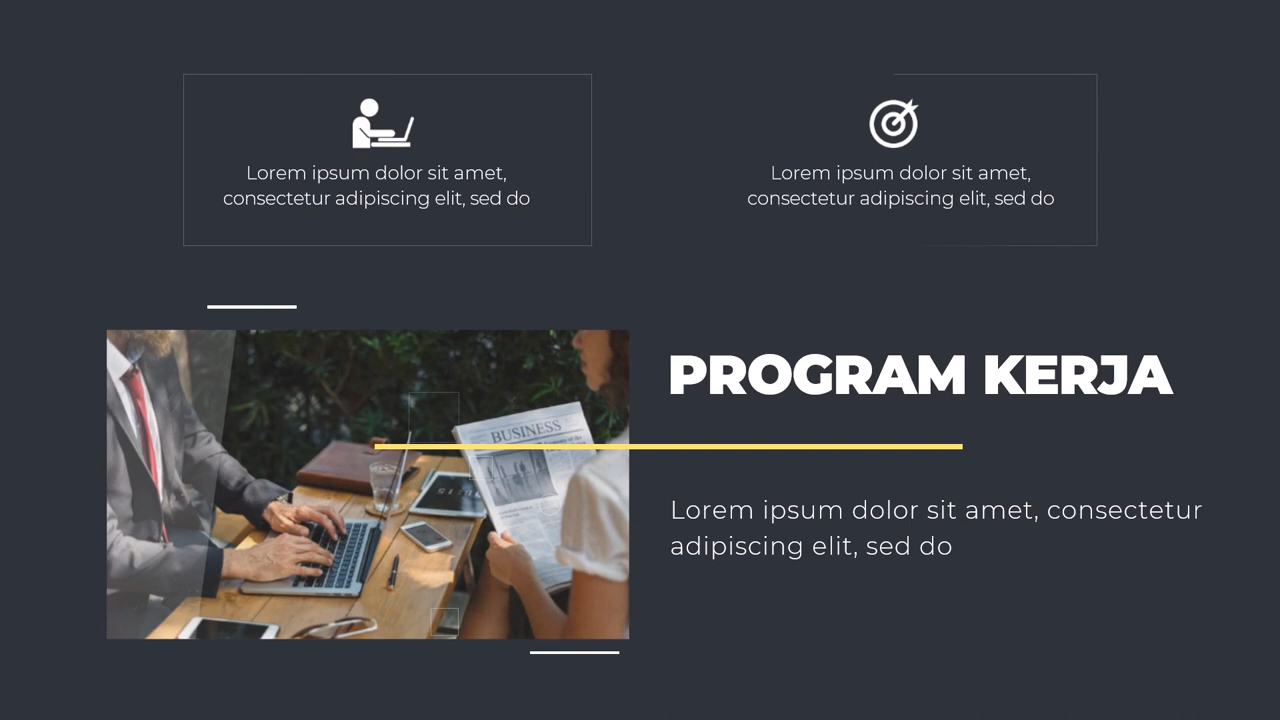 Lorem ipsum dolor sit amet,
consectetur adipiscing elit, sed do
Lorem ipsum dolor sit amet,
consectetur adipiscing elit, sed do
BUSINESS
PROGRAM KERJA
Lorem ipsum dolor sit amet, consectetur
adipiscing elit, sed do